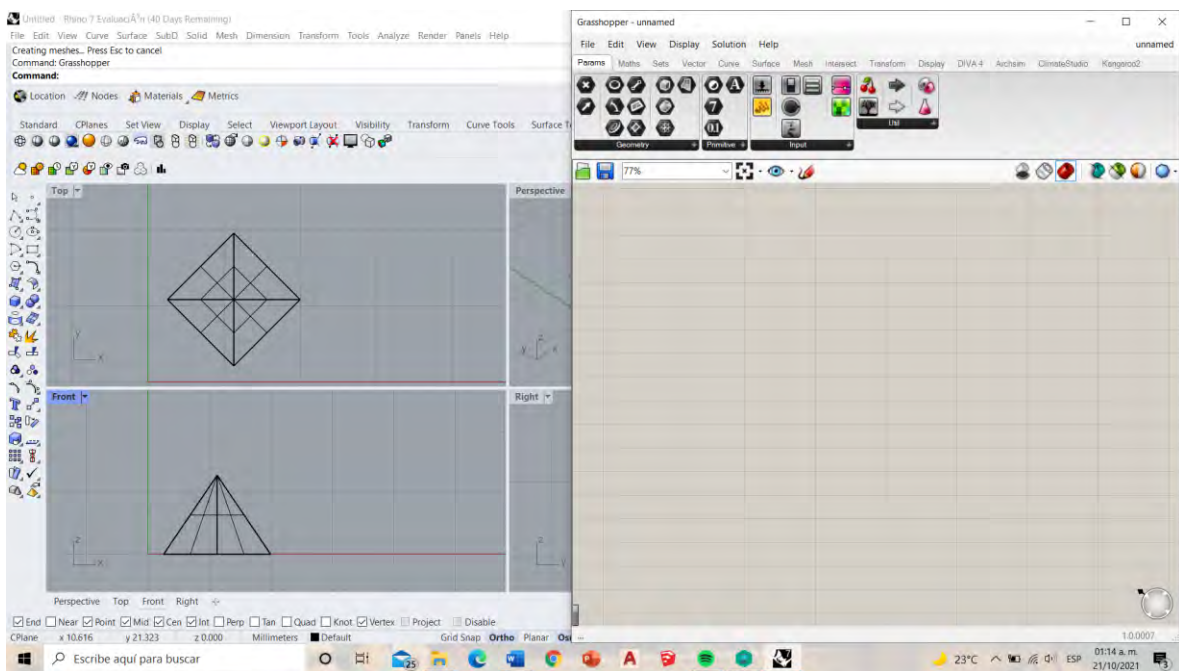 Untitled - Rhino 7 EvaluaciÃ³n (40 Days Remaining)
File Edit View Curve Surface SubD Solid Mesh Dimension Transform Tools Analyze Render Panels Help
Creating meshes... Press Esc to cancel
Command: Grasshopper
Command:
Location Nodes Materials Metrics
Standard CPlanes Set View Display Select Viewport Layout Visibility Transform Curve Tools Surface T
Top
Perspective
y
x
z
y x
Front
Right
z
x
z
y
Perspective Top Front Right
End Near Point Mid Cen Int Perp Tan Quad Knot Vertex Project Disable
CPlane x 10.616 y 21.323 z 0.000 Millimeters Default Grid Snap Ortho Planar Os
Grasshopper - unnamed
File Edit View Display Solution Help unnamed
Params Maths Sets Vector Curve Surface Mesh Intersect Transform Display DIVA 4 Archsim ClimateStudio Kangaroo2
Geometry Primitive Input Util
77%
1.0.0007
Escribe aquí para buscar
25
23°C ESP 01:14 a. m.
21/10/2021
3